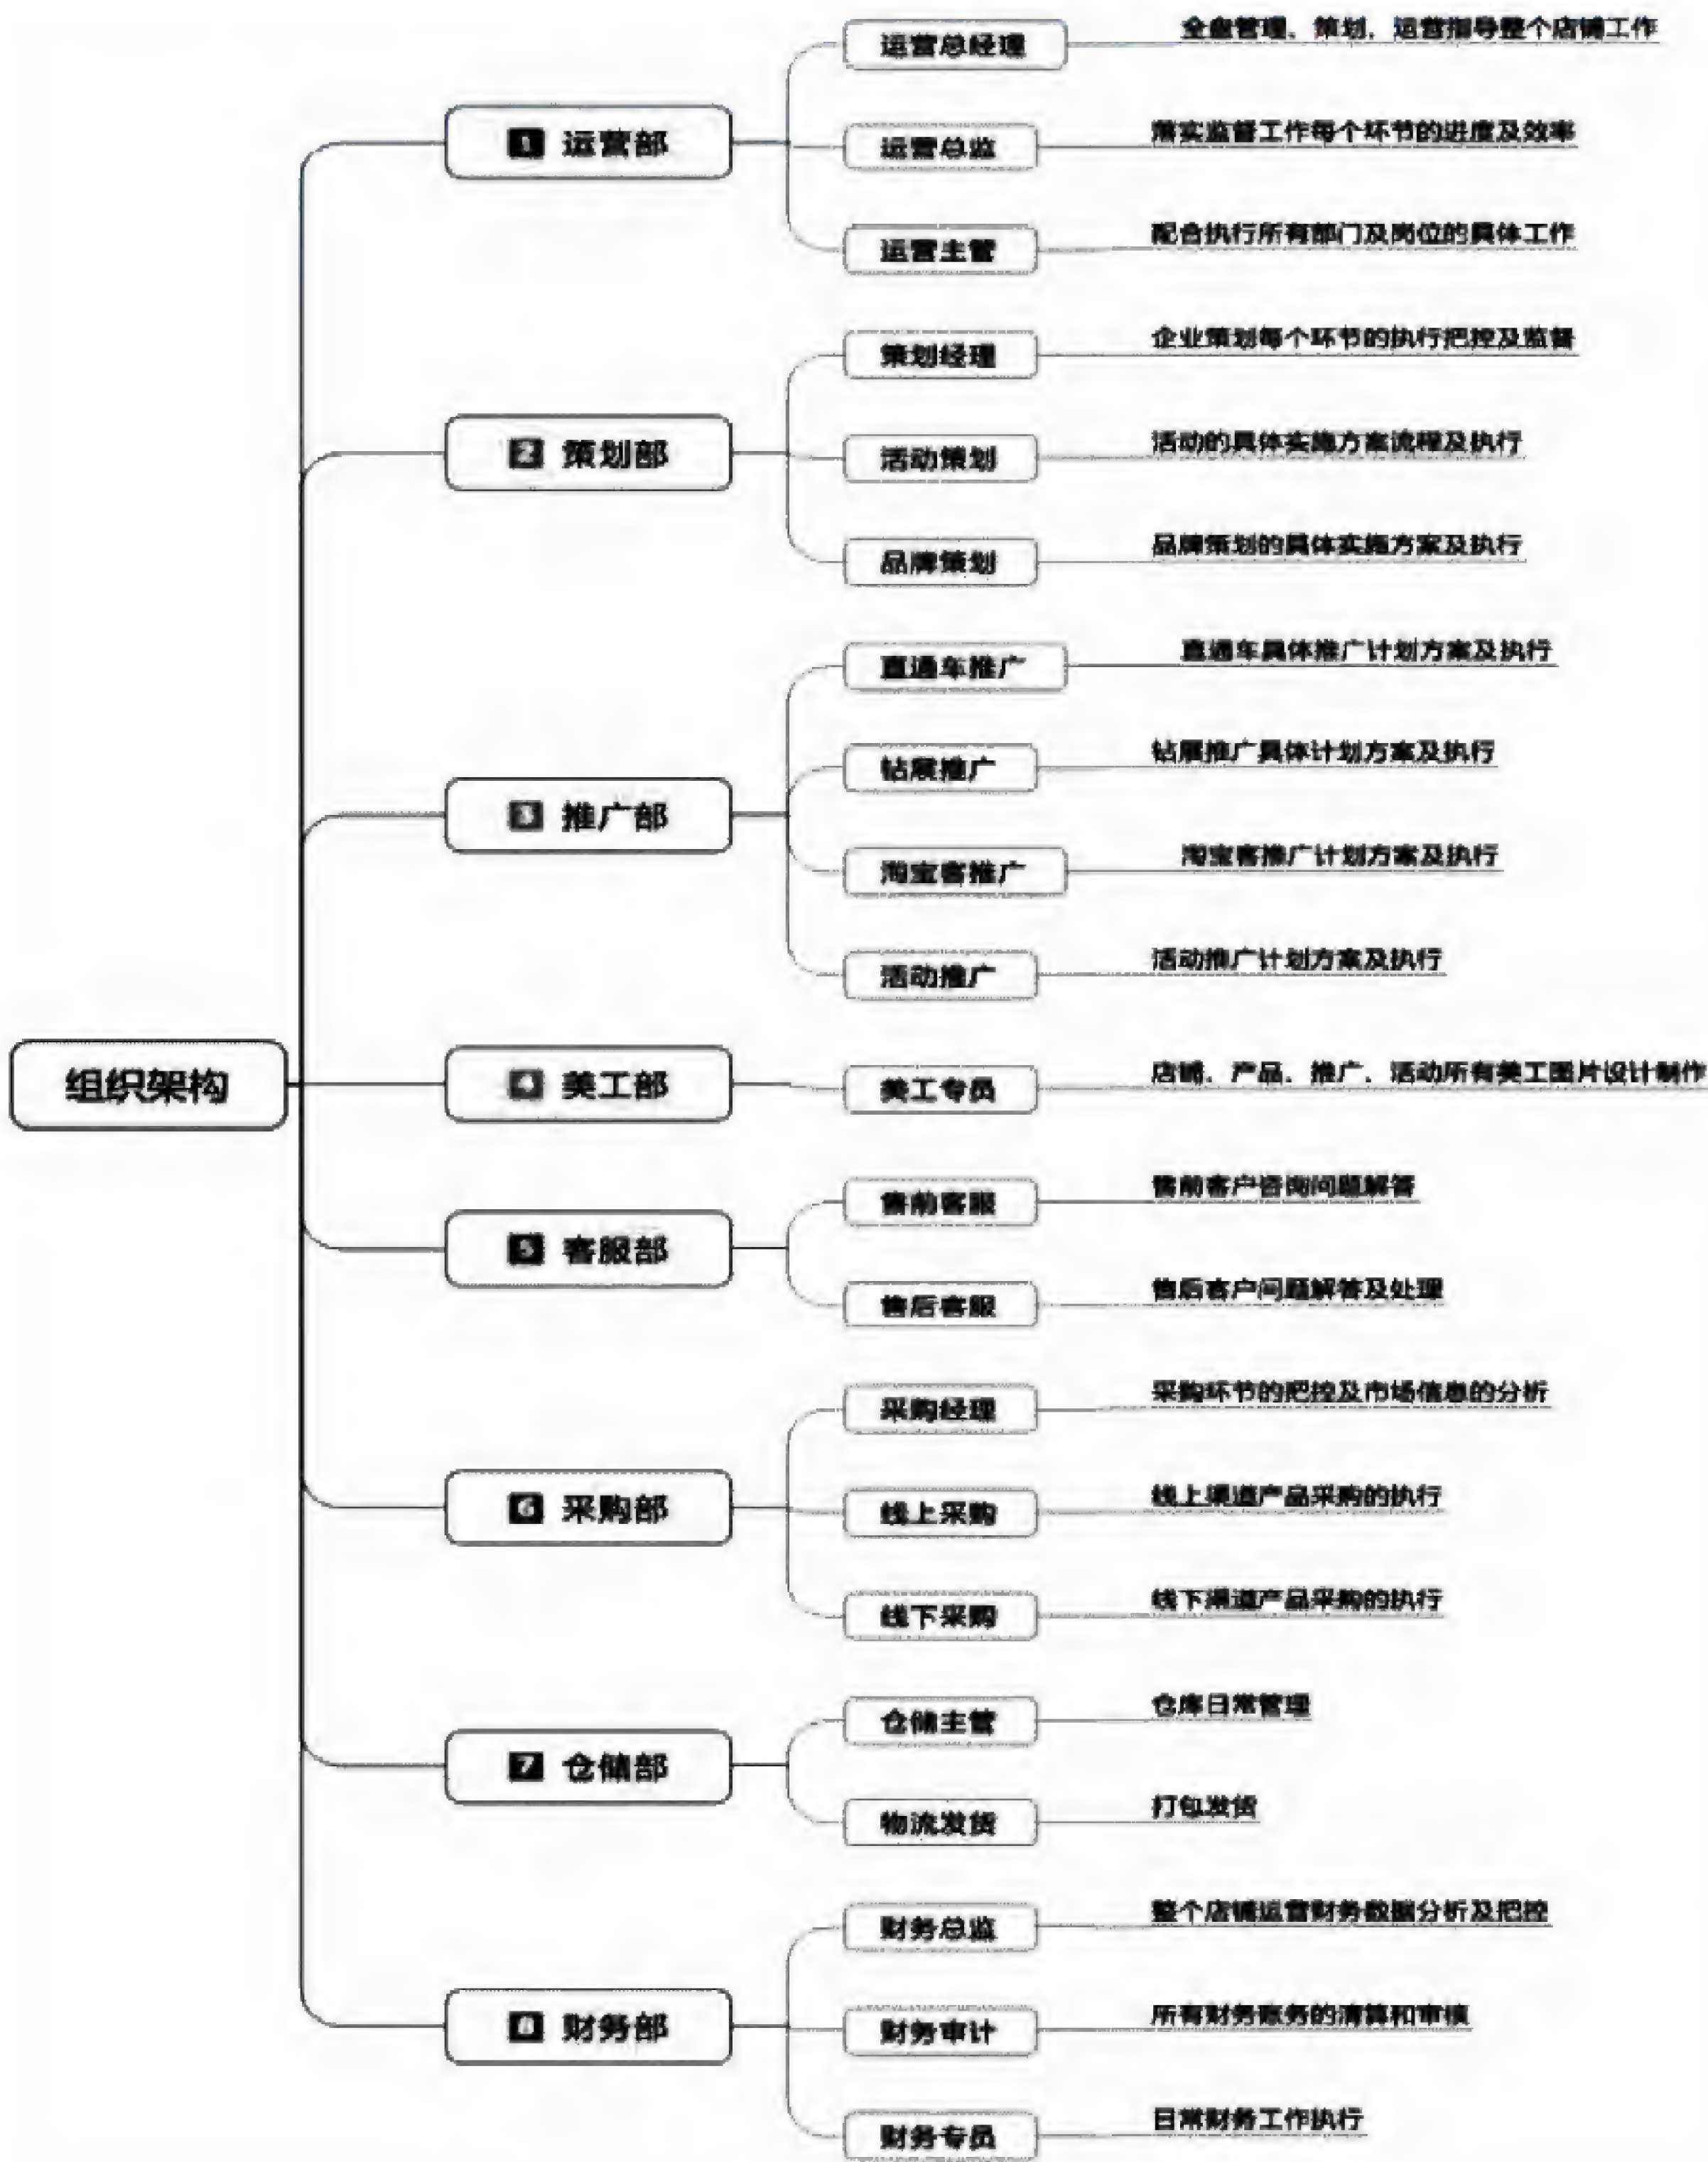 组织架构
1 运营部
运营总经理
全盘管理、策划，运营指导整个店铺工作
运营总监
落实监督工作每个环节的进度及效率
运营主管
配合执行所有部门及岗位的具体工作
2 策划部
策划经理
企业策划每个环节的执行把控及监督
活动策划
活动的具体实施方案流程及执行
品牌策划
品牌策划的具体实施方案及执行
3 推广部
直通车推广
直通车具体推广计划方案及执行
钻展推广
钻展推广具体计划方案及执行
淘宝客推广
淘宝客推广计划方案及执行
活动推广
活动推广计划方案及执行
4 美工部
美工专员
店铺、产品、推广、活动所有美工图片设计制作
5 客服部
售前客服
售前客户咨询问题解答
售后客服
售后客户问题解答及处理
6 采购部
采购经理
采购环节的把控及市场信息的分析
线上采购
线上渠道产品采购的执行
线下采购
线下渠道产品采购的执行
7 仓储部
仓储主管
仓库日常管理
物流发货
打包发货
8 财务部
财务总监
整个店铺运营财务数据分析及把控
财务审计
所有财务账务的清算和审核
财务专员
日常财务工作执行